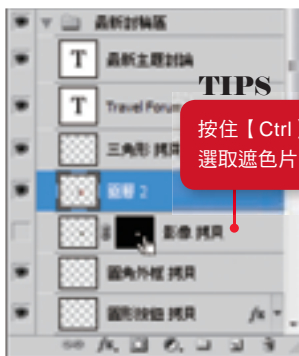 最新討論區
T 最新主題討論
TIPS
T Travel Forum
按住【Ctrl】
選取遮色片
三角形 拷貝
圖層 2
影像 拷貝
圓角外框 拷貝
圓形按鈕 拷貝 fx
fx